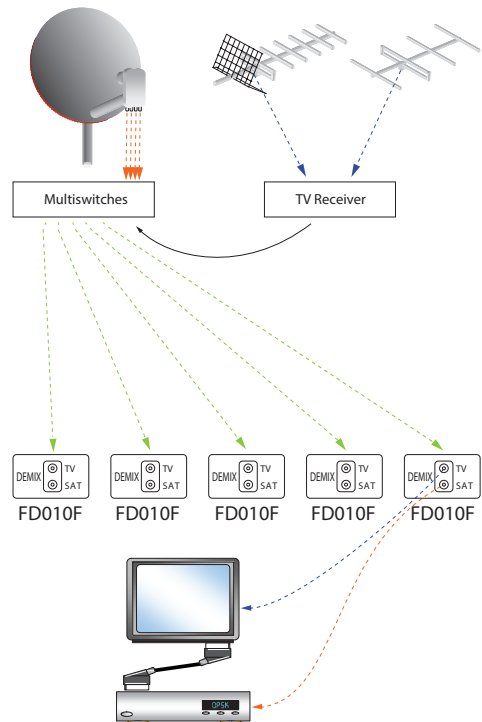 Multiswitches
TV Receiver
DEMIX TV SAT
DEMIX TV SAT
DEMIX TV SAT
DEMIX TV SAT
DEMIX TV SAT
FD010F FD010F FD010F FD010F FD010F
QPSK